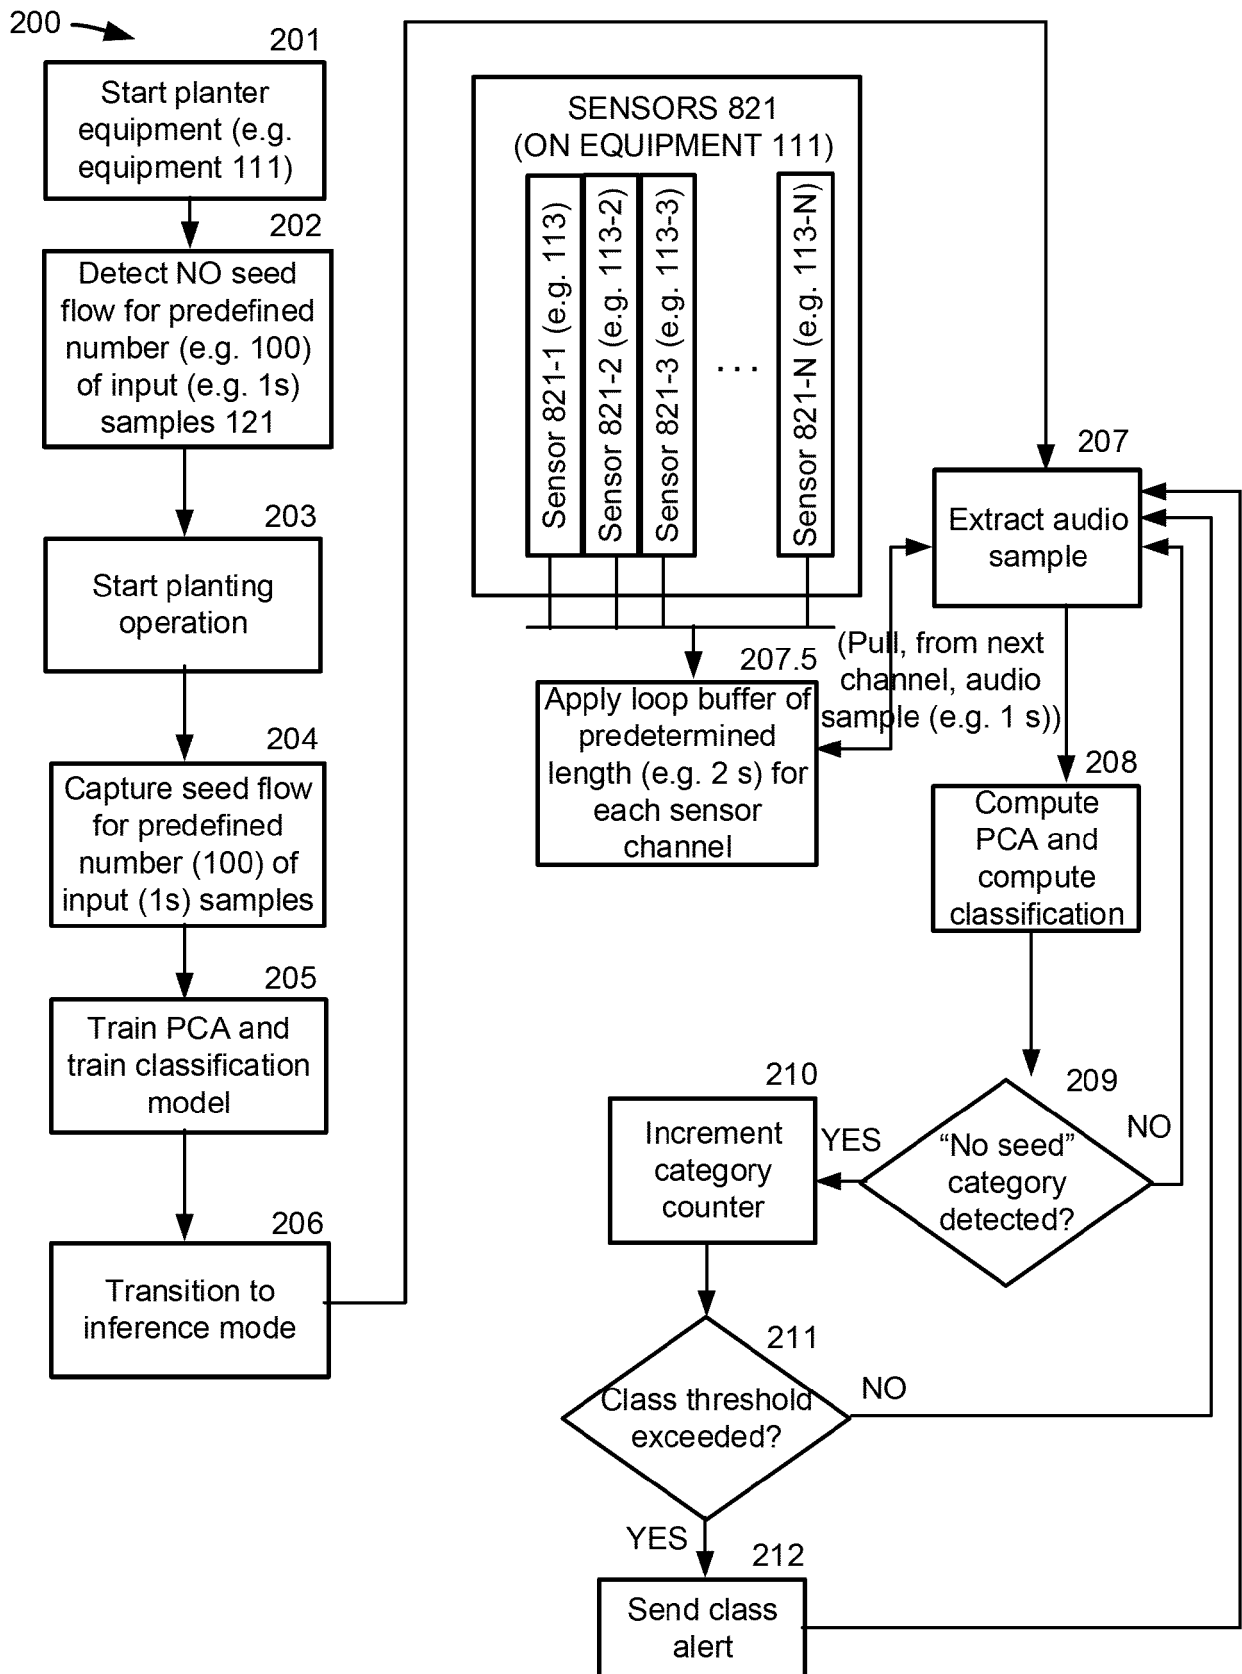 200
201
Start planter
equipment (e.g.
equipment 111)
202
Detect NO seed
flow for predefined
number (e.g. 100)
of input (e.g. 1s)
samples 121
203
Start planting
operation
204
Capture seed flow
for predefined
number (100) of
input (1s) samples
205
Train PCA and
train classification
model
206
Transition to
inference mode
SENSORS 821
(ON EQUIPMENT 111)
Sensor 821-1 (e.g. 113)
Sensor 821-2 (e.g. 113-2)
Sensor 821-3 (e.g. 113-3)
...
Sensor 821-N (e.g. 113-N)
207.5
Apply loop buffer of
predetermined
length (e.g. 2 s) for
each sensor
channel
(Pull, from next
channel, audio
sample (e.g. 1 s))
207
Extract audio
sample
208
Compute
PCA and
compute
classification
209
“No seed”
category
detected?
NO
YES
210
Increment
category
counter
211
Class threshold
exceeded?
NO
YES
212
Send class
alert